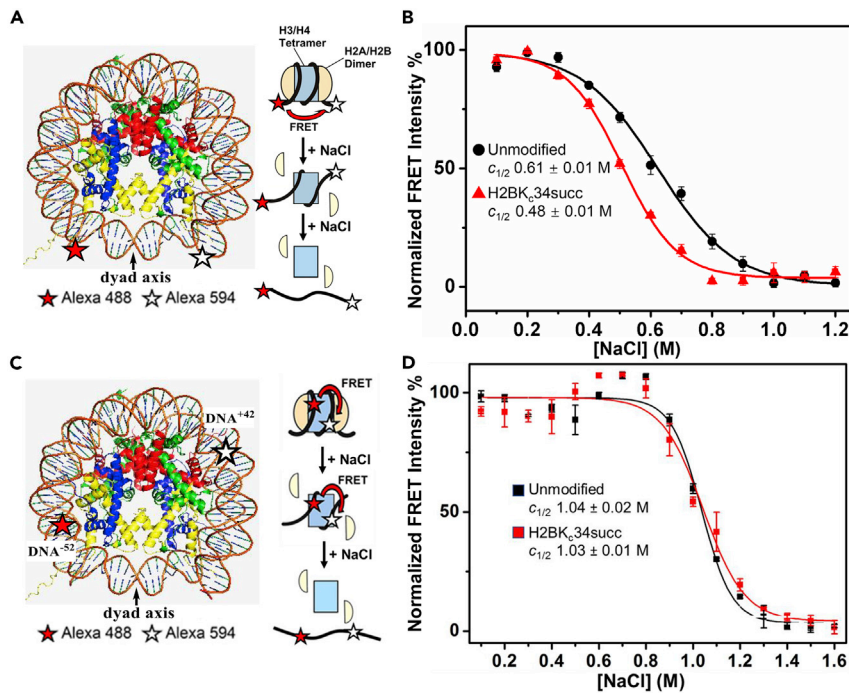 A
H3/H4
Tetramer
H2A/H2B
Dimer
FRET
+ NaCl
+ NaCl
dyad axis
Alexa 488 Alexa 594
B
Normalized FRET Intensity %
100
50
0
Unmodified
c1/2 0.61 ± 0.01 M
H2BKc34succ
c1/2 0.48 ± 0.01 M
0.0 0.2 0.4 0.6 0.8 1.0 1.2
[NaCl] (M)
C
DNA+42
DNA-52
dyad axis
Alexa 488 Alexa 594
FRET
+ NaCl
FRET
+ NaCl
D
Normalized FRET Intensity %
100
50
0
Unmodified
c1/2 1.04 ± 0.02 M
H2BKc34succ
c1/2 1.03 ± 0.01 M
0.2 0.4 0.6 0.8 1.0 1.2 1.4 1.6
[NaCl] (M)